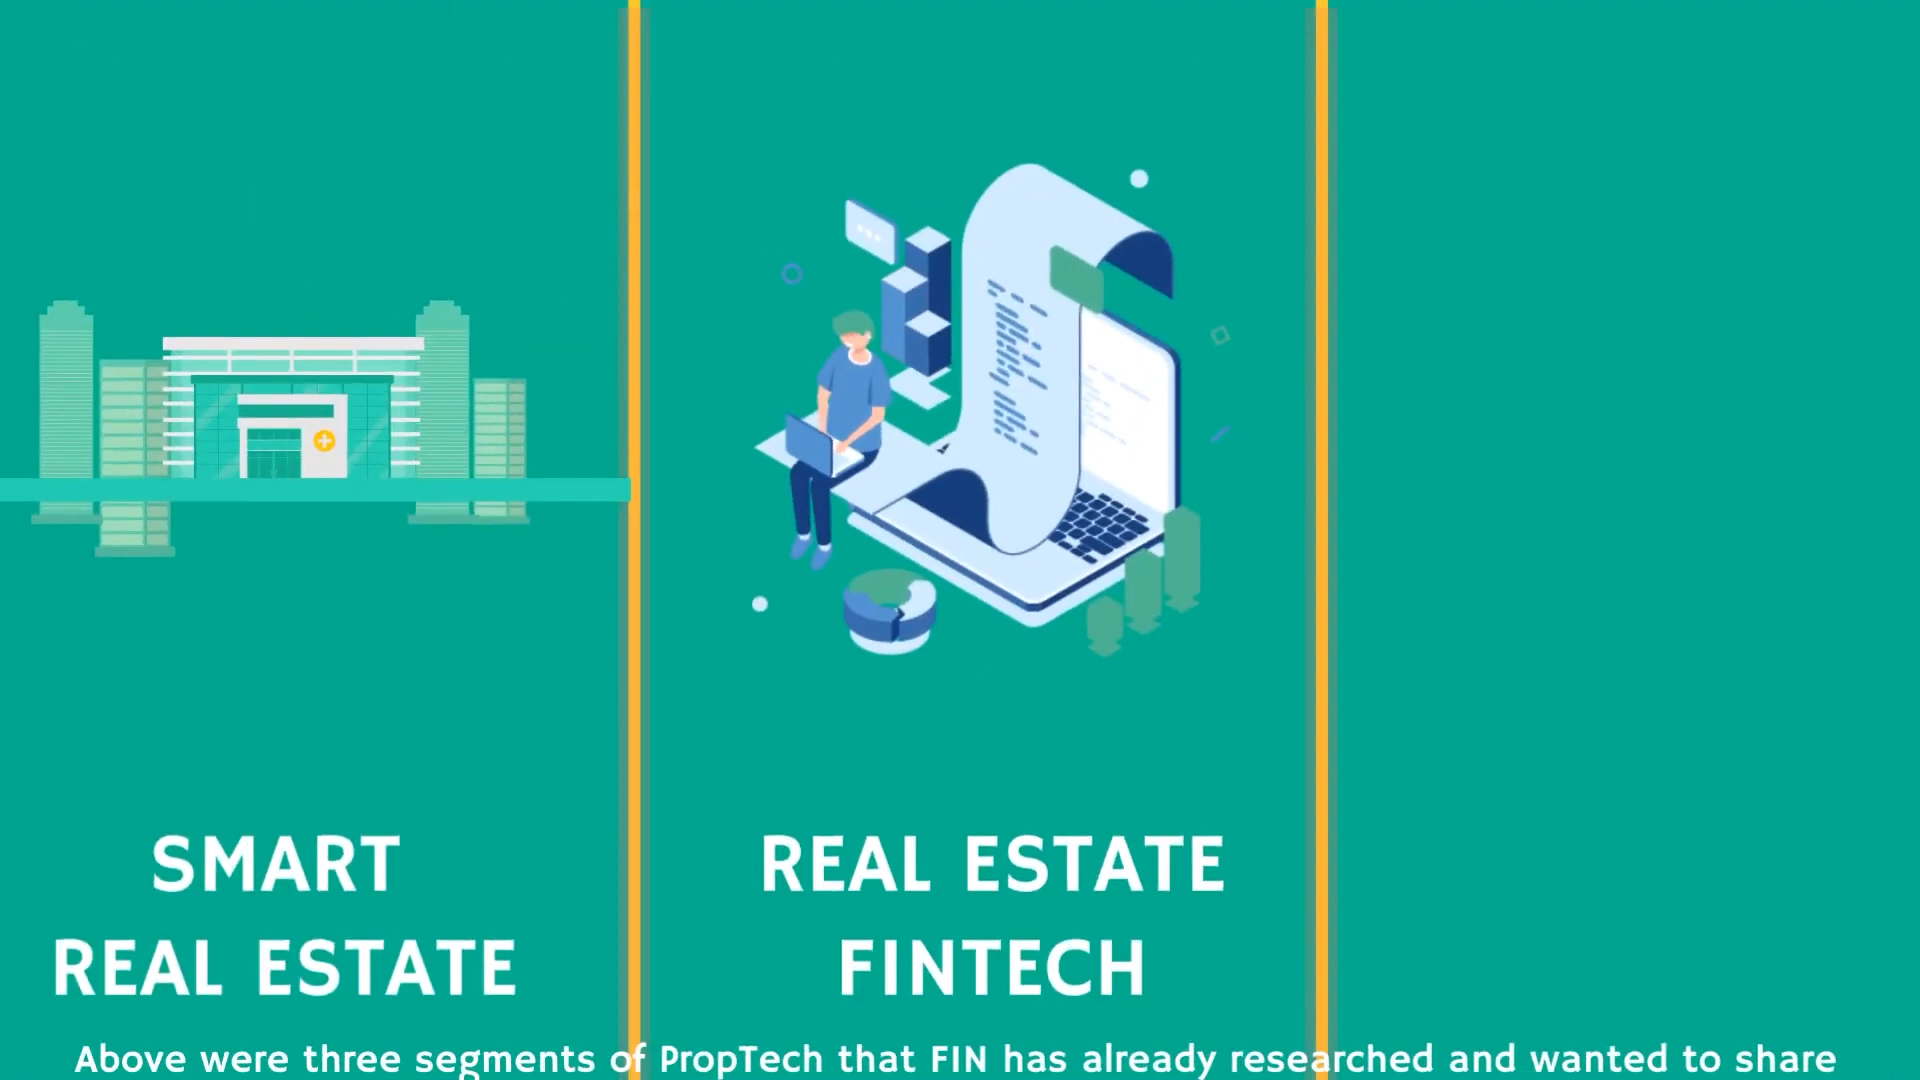 SMART
REAL ESTATE
REAL ESTATE
FINTECH
Above were three segments of PropTech that FIN has already researched and wanted to share